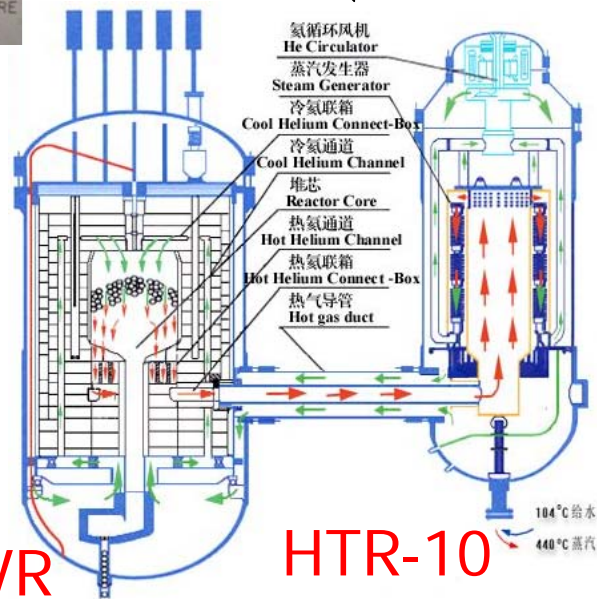 RE
氦循环风机
He Circulator
蒸汽发生器
Steam Generator
冷氦联箱
Cool Helium Connect-Box
冷氦通道
Cool Helium Channel
堆芯
Reactor Core
热氦通道
Hot Helium Channel
热氦联箱
Hot Helium Connect -Box
热气导管
Hot gas duct
104°C给水
440°C蒸汽
HTR-10